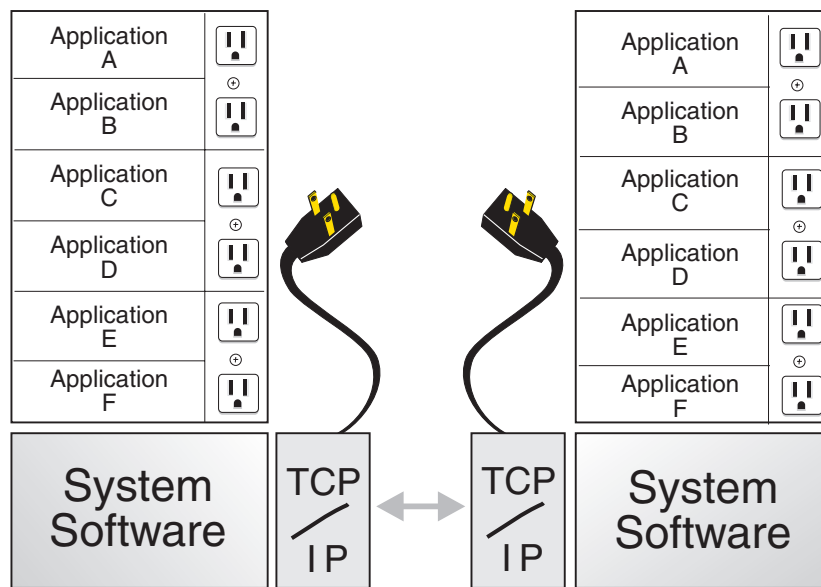 Application
A
Application
B
Application
C
Application
D
Application
E
Application
F
System
Software
TCP
/
IP
TCP
/
IP
Application
A
Application
B
Application
C
Application
D
Application
E
Application
F
System
Software